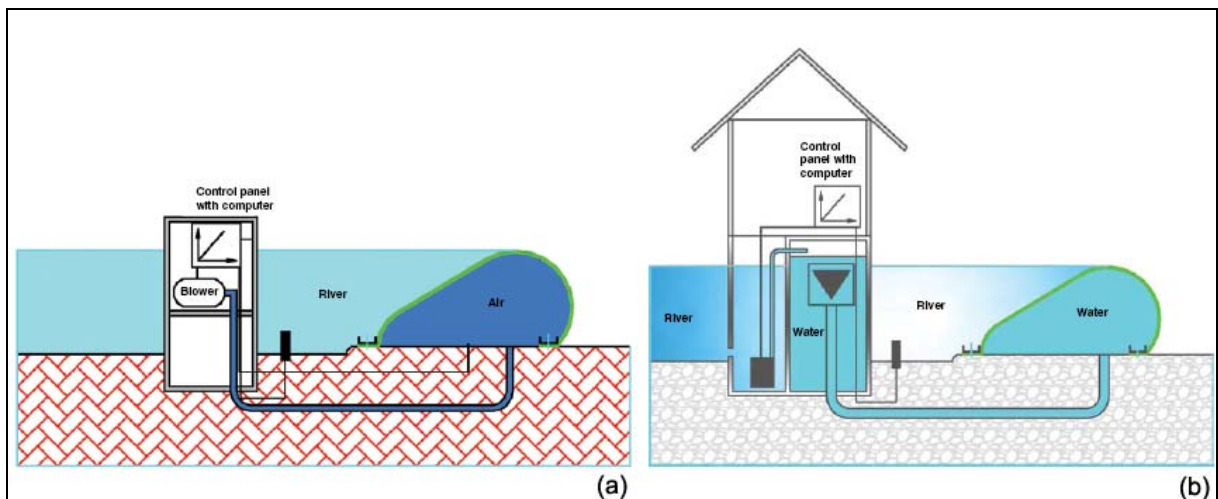 Control panel
with computer
Blower
River
Air
(a)
Control
panel with
computer
River
Water
River
Water
(b)